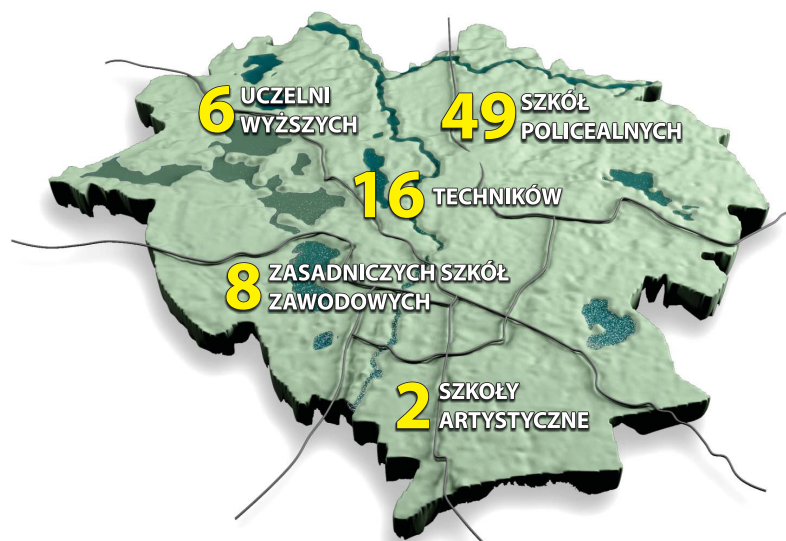 6 UCZELNI
WYŻSZYCH
49 SZKÓŁ
POLICEALNYCH
16 TECHNIKÓW
8 ZASADNICZYCH SZKÓŁ
ZAWODOWYCH
2 SZKOŁY
ARTYSTYCZNE